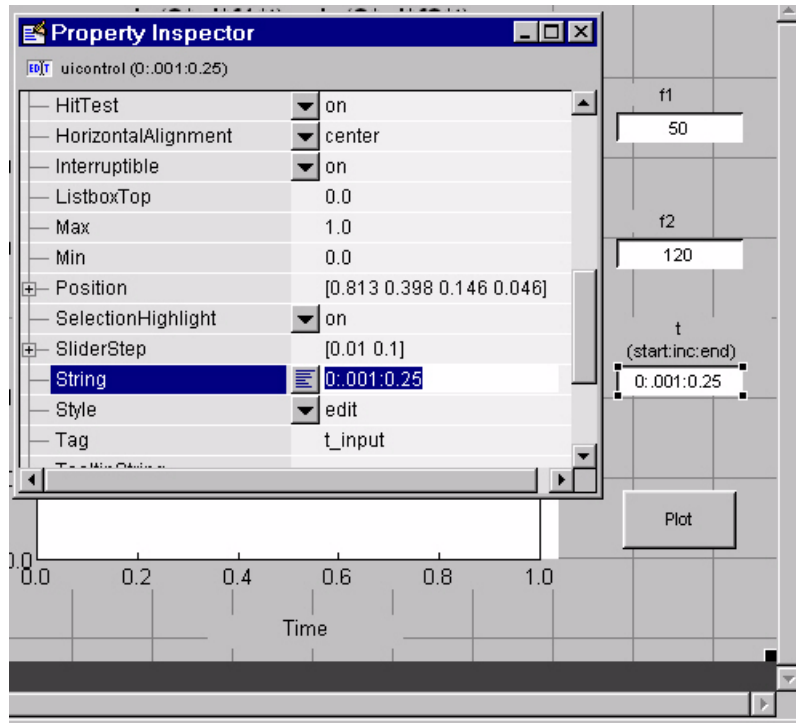 Property Inspector
EDIT uicontrol (0:.001:0.25)
HitTest on
HorizontalAlignment center
Interruptible on
ListboxTop 0.0
Max 1.0
Min 0.0
Position [0.813 0.398 0.146 0.046]
SelectionHighlight on
SliderStep [0.01 0.1]
String 0:.001:0.25
Style edit
Tag t_input
f1
50
f2
120
t
(start:inc:end)
0:.001:0.25
Plot
0.0
0.0 0.2 0.4 0.6 0.8 1.0
Time